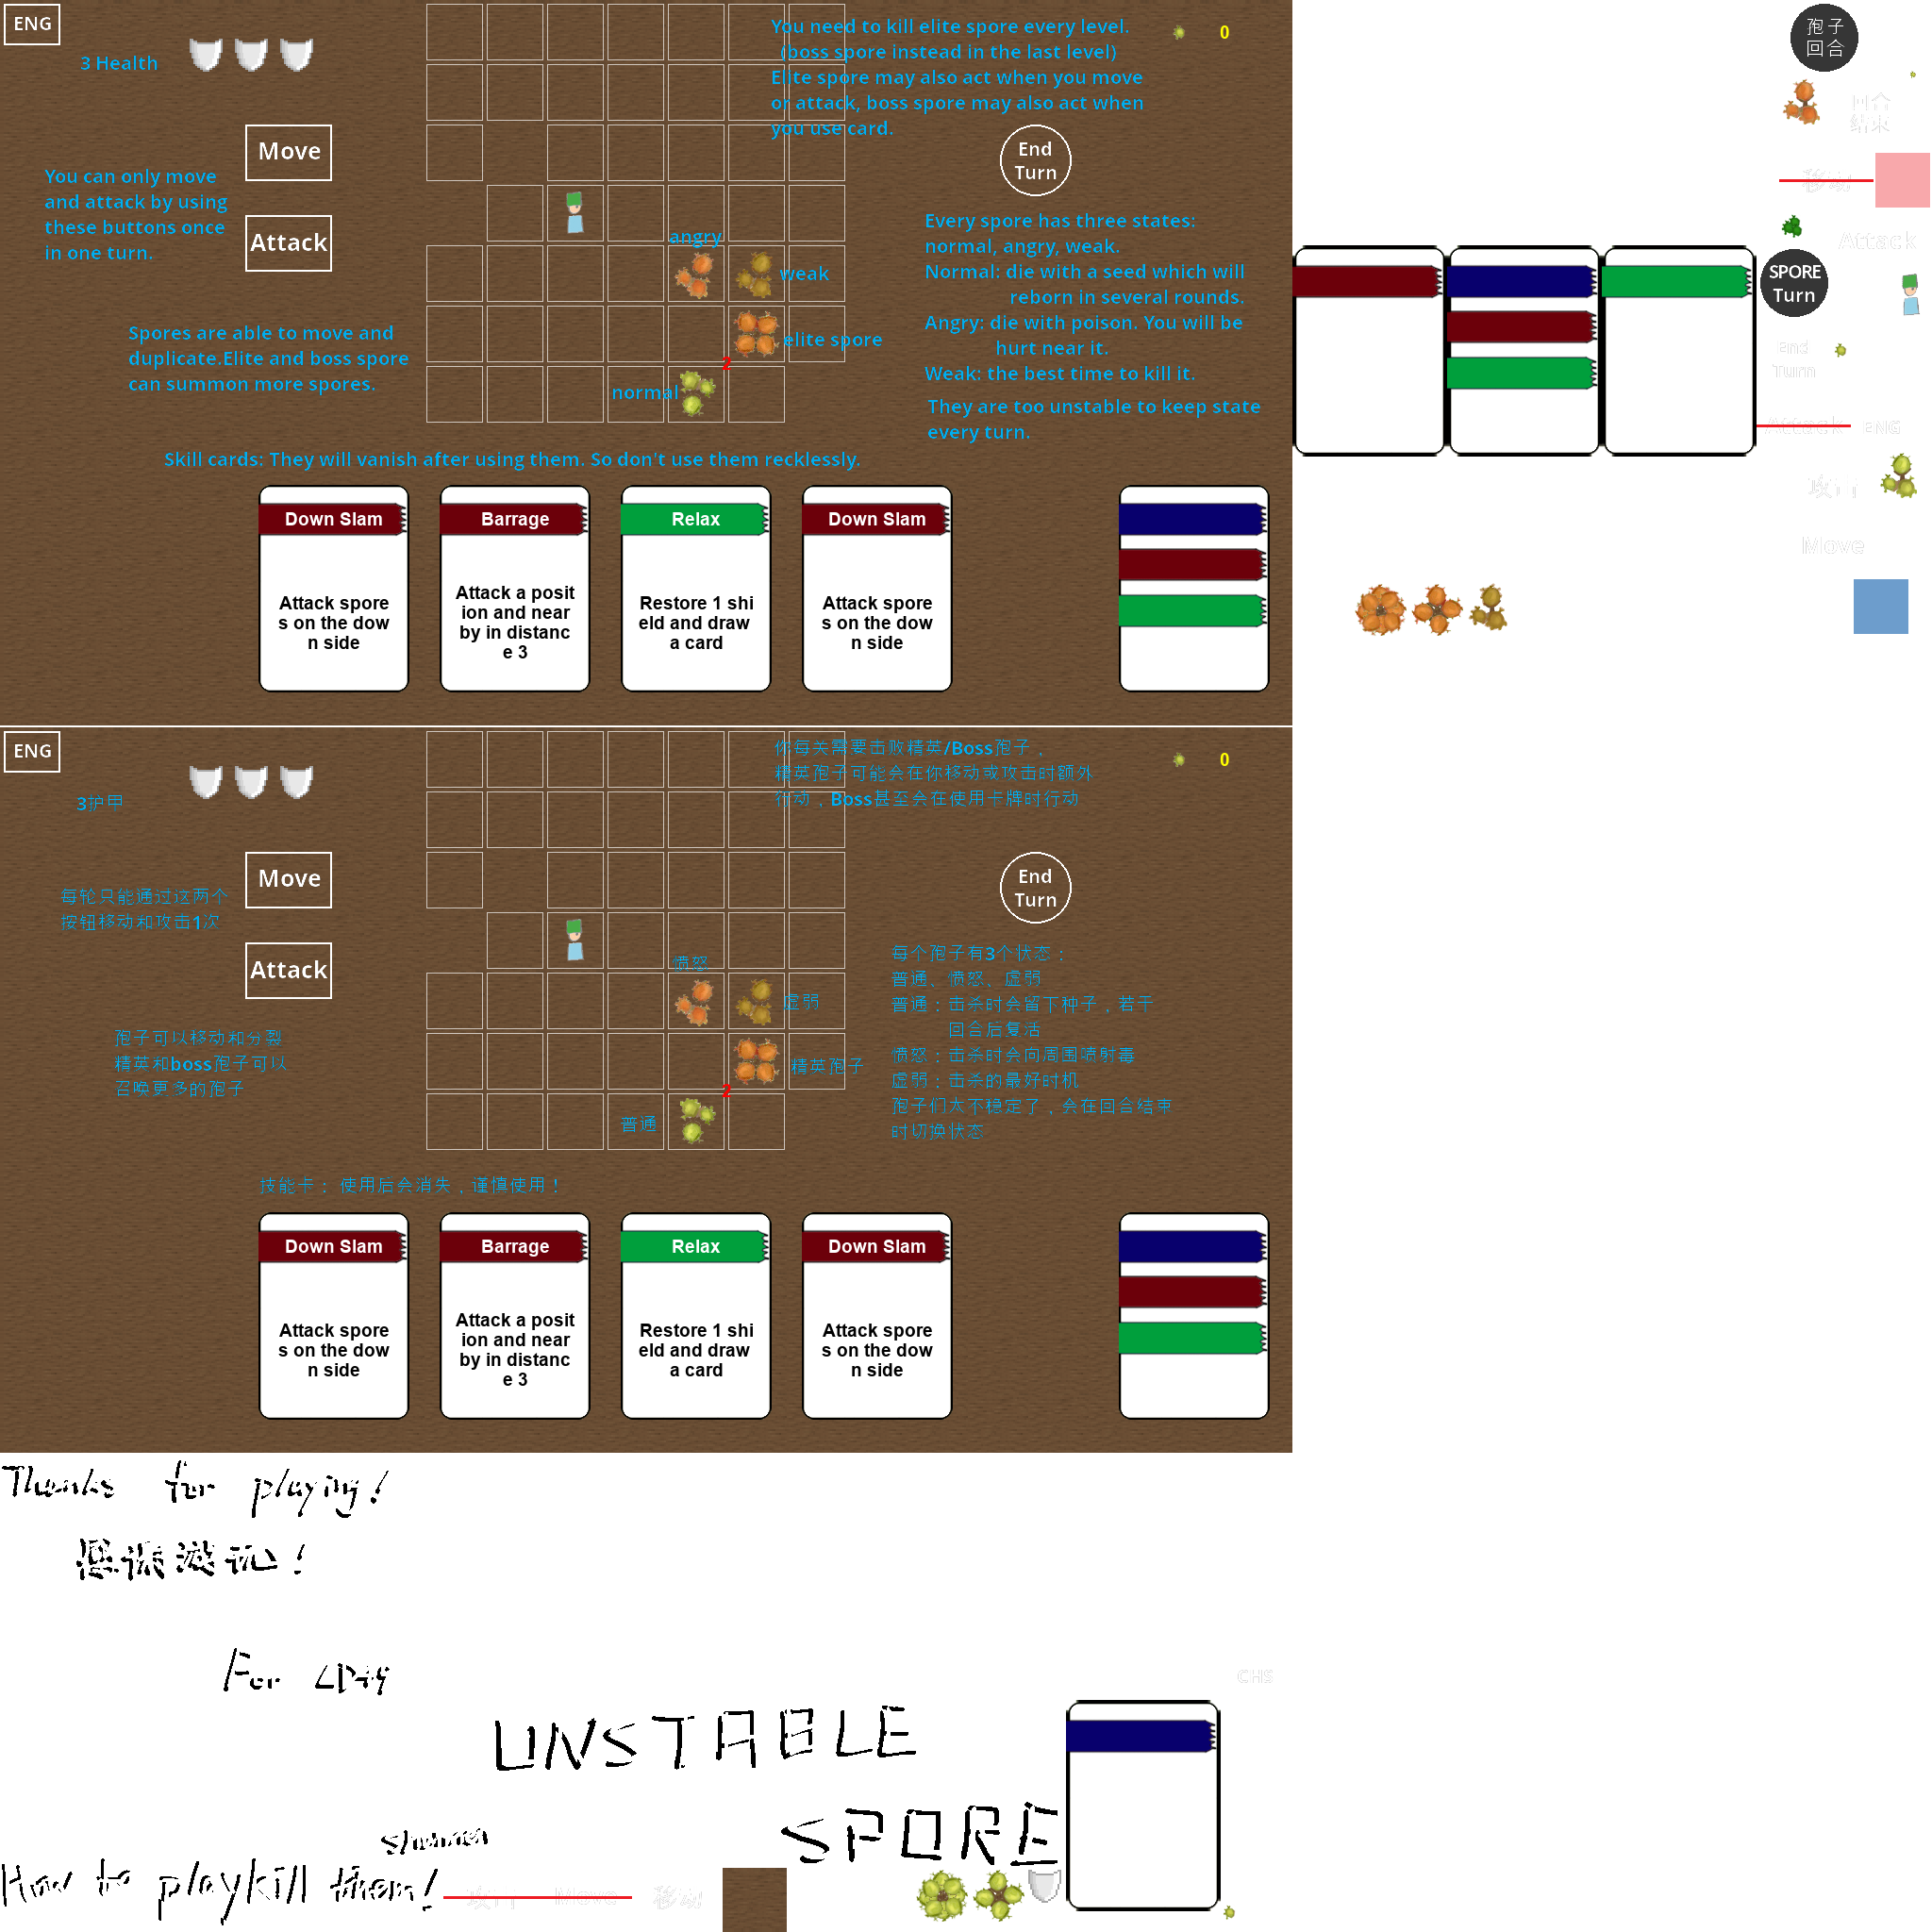 ENG
3 Health
You need to kill elite spore every level.
(boss spore instead in the last level)
Elite spore may also act when you move
or attack, boss spore may also act when
you use card.
0
Move
Attack
You can only move
and attack by using
these buttons once
in one turn.
End
Turn
Every spore has three states:
normal, angry, weak.
Normal: die with a seed which will
reborn in several rounds.
Angry: die with poison. You will be
hurt near it.
Weak: the best time to kill it.
They are too unstable to keep state
every turn.
angry
weak
elite spore
2
normal
Spores are able to move and
duplicate.Elite and boss spore
can summon more spores.
Skill cards: They will vanish after using them. So don't use them recklessly.
Down Slam
Attack spore
s on the dow
n side
Barrage
Attack a posit
ion and near
by in distanc
e 3
Relax
Restore 1 shi
eld and draw
a card
Down Slam
Attack spore
s on the dow
n side
孢子
回合
回合
结束
移动
Attack
SPORE
Turn
End
Turn
Attack
ENG
攻击
Move
ENG
3护甲
你每关需要击败精英/Boss孢子，
精英孢子可能会在你移动或攻击时额外
行动，Boss甚至会在使用卡牌时行动
0
Move
Attack
每轮只能通过这两个
按钮移动和攻击1次
End
Turn
每个孢子有3个状态：
普通、愤怒、虚弱
普通：击杀时会留下种子，若干
回合后复活
愤怒：击杀时会向周围喷射毒
虚弱：击杀的最好时机
孢子们太不稳定了，会在回合结束
时切换状态
愤怒
虚弱
精英孢子
2
普通
孢子可以移动和分裂
精英和boss孢子可以
召唤更多的孢子
技能卡： 使用后会消失，谨慎使用！
Down Slam
Attack spore
s on the dow
n side
Barrage
Attack a posit
ion and near
by in distanc
e 3
Relax
Restore 1 shi
eld and draw
a card
Down Slam
Attack spore
s on the dow
n side
Thanks for playing!
感谢游玩！
For LD49
CHS
UNSTABLE
SPORE
How to play
kill them!
攻击
Move
移动